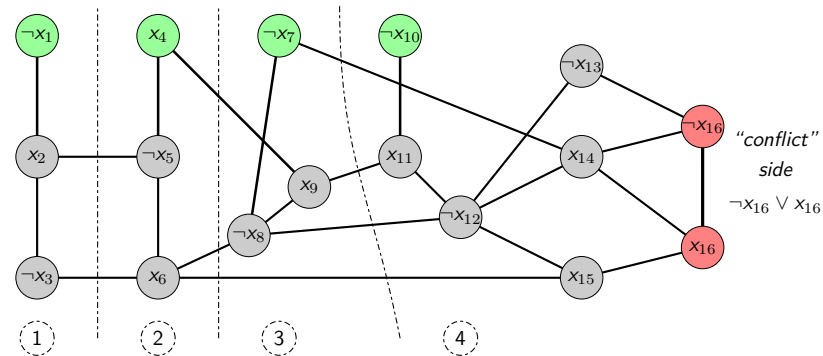 ¬x₁
x₄
¬x₇
¬x₁₀
¬x₁₃
¬x₁₆
"conflict"
side
¬x₁₆ ∨ x₁₆
x₂
¬x₅
x₉
x₁₁
x₁₄
¬x₈
¬x₁₂
x₁₆
¬x₃
x₆
x₁₅
1
2
3
4